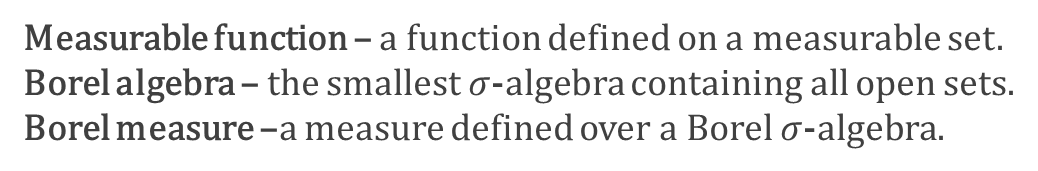 Measurable function – a function defined on a measurable set.
Borel algebra – the smallest σ-algebra containing all open sets.
Borel measure –a measure defined over a Borel σ-algebra.